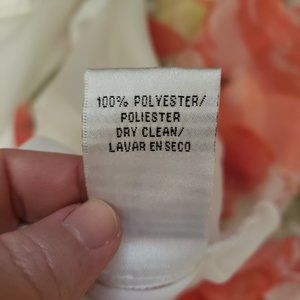 100% POLYESTER/
POLIESTER
DRY CLEAN/
LAVAR EN SECO